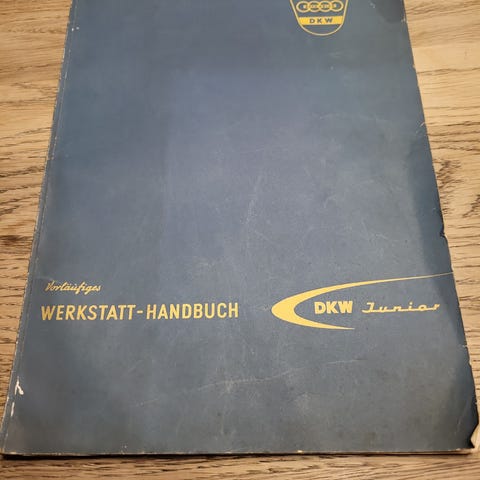 DKW
Vorläufiges
WERKSTATT-HANDBUCH
DKW Junior